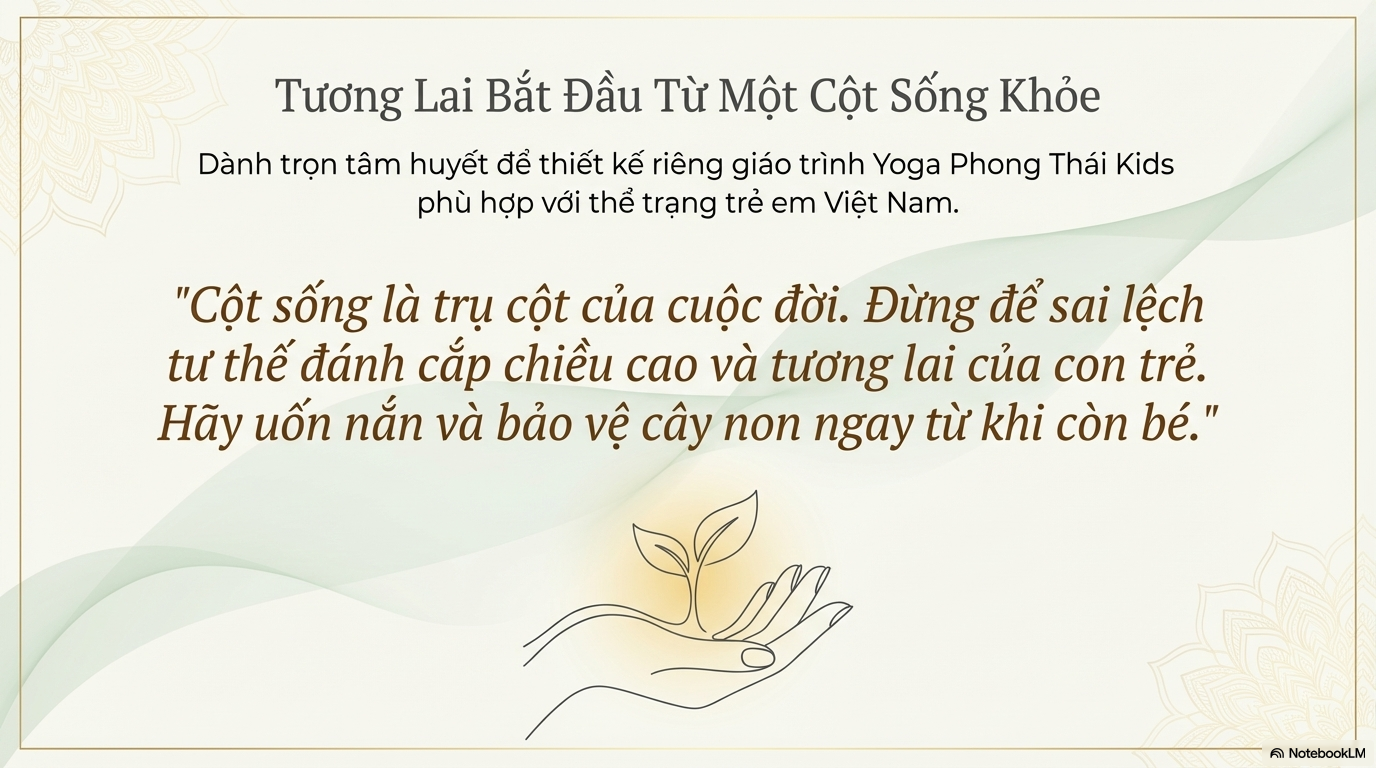 Tương Lai Bắt Đầu Từ Một Cột Sống Khỏe
Dành trọn tâm huyết để thiết kế riêng giáo trình Yoga Phong Thái Kids
phù hợp với thể trạng trẻ em Việt Nam.
"Cột sống là trụ cột của cuộc đời. Đừng để sai lệch
tư thế đánh cắp chiều cao và tương lai của con trẻ.
Hãy uốn nắn và bảo vệ cây non ngay từ khi còn bé."
NotebookLM